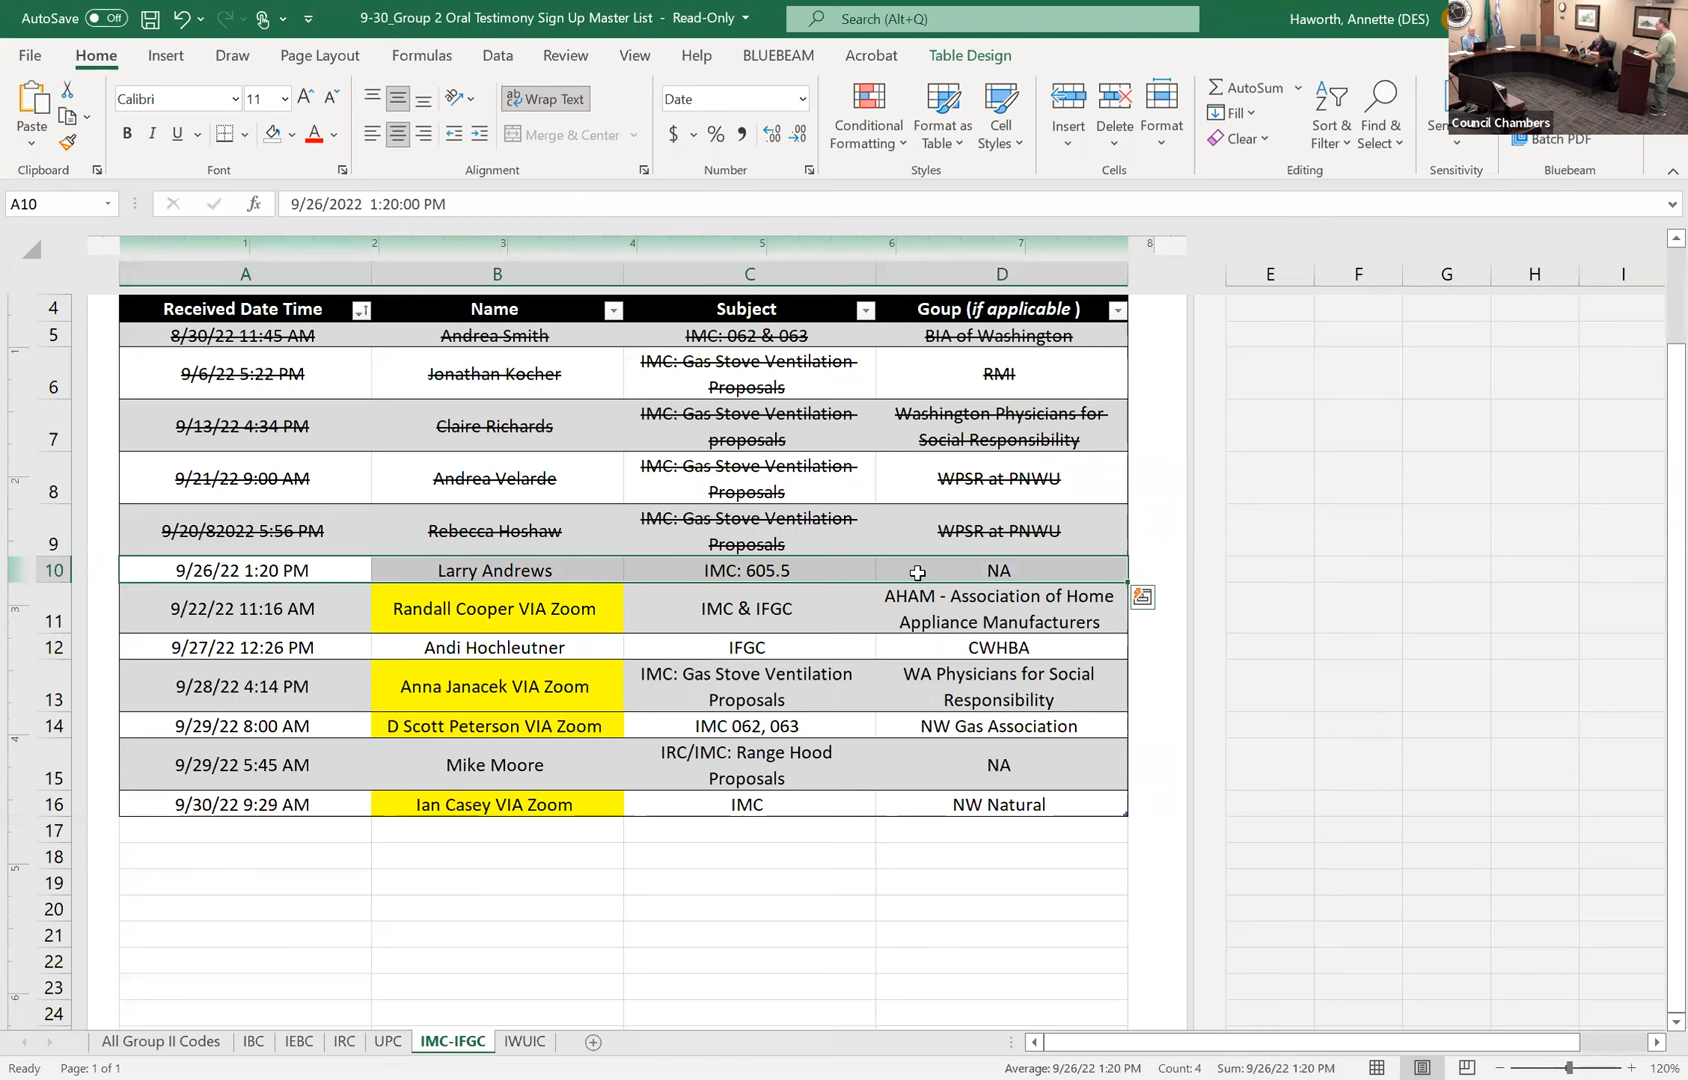 AutoSave Off 9-30_Group 2 Oral Testimony Sign Up Master List - Read-Only Search (Alt+Q) Haworth, Annette (DES)
File Home Insert Draw Page Layout Formulas Data Review View Help BLUEBEAM Acrobat Table Design
Council Chambers
Paste
Calibri 11
Wrap Text
Merge & Center
Date
$ % 9
Conditional Formatting
Format as Table
Cell Styles
Insert Delete Format
AutoSum
Fill
Clear
Sort & Filter
Find & Select
Batch PDF
Clipboard Font Alignment Number Styles Cells Editing Sensitivity Bluebeam
A10 fx 9/26/2022 1:20:00 PM
1 2 3 4 5 6 7 8
A B C D E F G H I
4 Received Date Time Name Subject Goup (if applicable )
5 8/30/22 11:45 AM Andrea Smith IMC: 062 & 063 BIA of Washington
6 9/6/22 5:22 PM Jonathan Kocher IMC: Gas Stove Ventilation Proposals RMI
7 9/13/22 4:34 PM Claire Richards IMC: Gas Stove Ventilation proposals Washington Physicians for Social Responsibility
8 9/21/22 9:00 AM Andrea Velarde IMC: Gas Stove Ventilation Proposals WPSR at PNWU
9 9/20/82022 5:56 PM Rebecca Hoshaw IMC: Gas Stove Ventilation Proposals WPSR at PNWU
10 9/26/22 1:20 PM Larry Andrews IMC: 605.5 NA
11 9/22/22 11:16 AM Randall Cooper VIA Zoom IMC & IFGC AHAM - Association of Home Appliance Manufacturers
12 9/27/22 12:26 PM Andi Hochleutner IFGC CWHBA
13 9/28/22 4:14 PM Anna Janacek VIA Zoom IMC: Gas Stove Ventilation Proposals WA Physicians for Social Responsibility
14 9/29/22 8:00 AM D Scott Peterson VIA Zoom IMC 062, 063 NW Gas Association
15 9/29/22 5:45 AM Mike Moore IRC/IMC: Range Hood Proposals NA
16 9/30/22 9:29 AM Ian Casey VIA Zoom IMC NW Natural
17
18
19
20
21
22
23
24
All Group II Codes IBC IEBC IRC UPC IMC-IFGC IWUIC
Ready Page: 1 of 1 Average: 9/26/22 1:20 PM Count: 4 Sum: 9/26/22 1:20 PM 120%